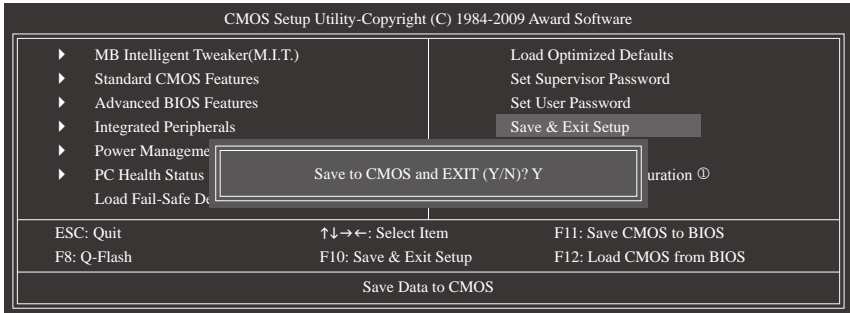 CMOS Setup Utility-Copyright (C) 1984-2009 Award Software
MB Intelligent Tweaker(M.I.T.)
Standard CMOS Features
Advanced BIOS Features
Integrated Peripherals
Power Manageme
PC Health Status
Load Fail-Safe De
Load Optimized Defaults
Set Supervisor Password
Set User Password
Save & Exit Setup
uration ①
Save to CMOS and EXIT (Y/N)? Y
ESC: Quit ↑↓→←: Select Item F11: Save CMOS to BIOS
F8: Q-Flash F10: Save & Exit Setup F12: Load CMOS from BIOS
Save Data to CMOS